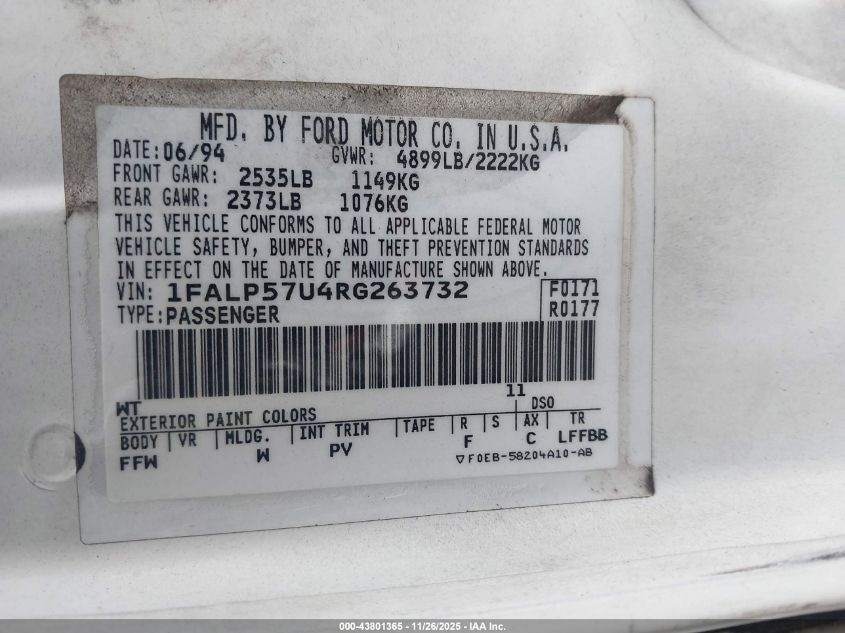 MFD. BY FORD MOTOR CO. IN U.S.A.
DATE: 06/94 GVWR: 4899LB/2222KG
FRONT GAWR: 2535LB 1149KG
REAR GAWR: 2373LB 1076KG
THIS VEHICLE CONFORMS TO ALL APPLICABLE FEDERAL MOTOR
VEHICLE SAFETY, BUMPER, AND THEFT PREVENTION STANDARDS
IN EFFECT ON THE DATE OF MANUFACTURE SHOWN ABOVE.
VIN: 1FALP57U4RG263732 F0171
TYPE: PASSENGER R0177
11
WT DSO
EXTERIOR PAINT COLORS
BODY VR MLDG. INT TRIM TAPE R S AX TR
FFW W PV F C LFFBB
▽F0EB-58204A10-AB
000-43801365 - 11/26/2025 - IAA Inc.